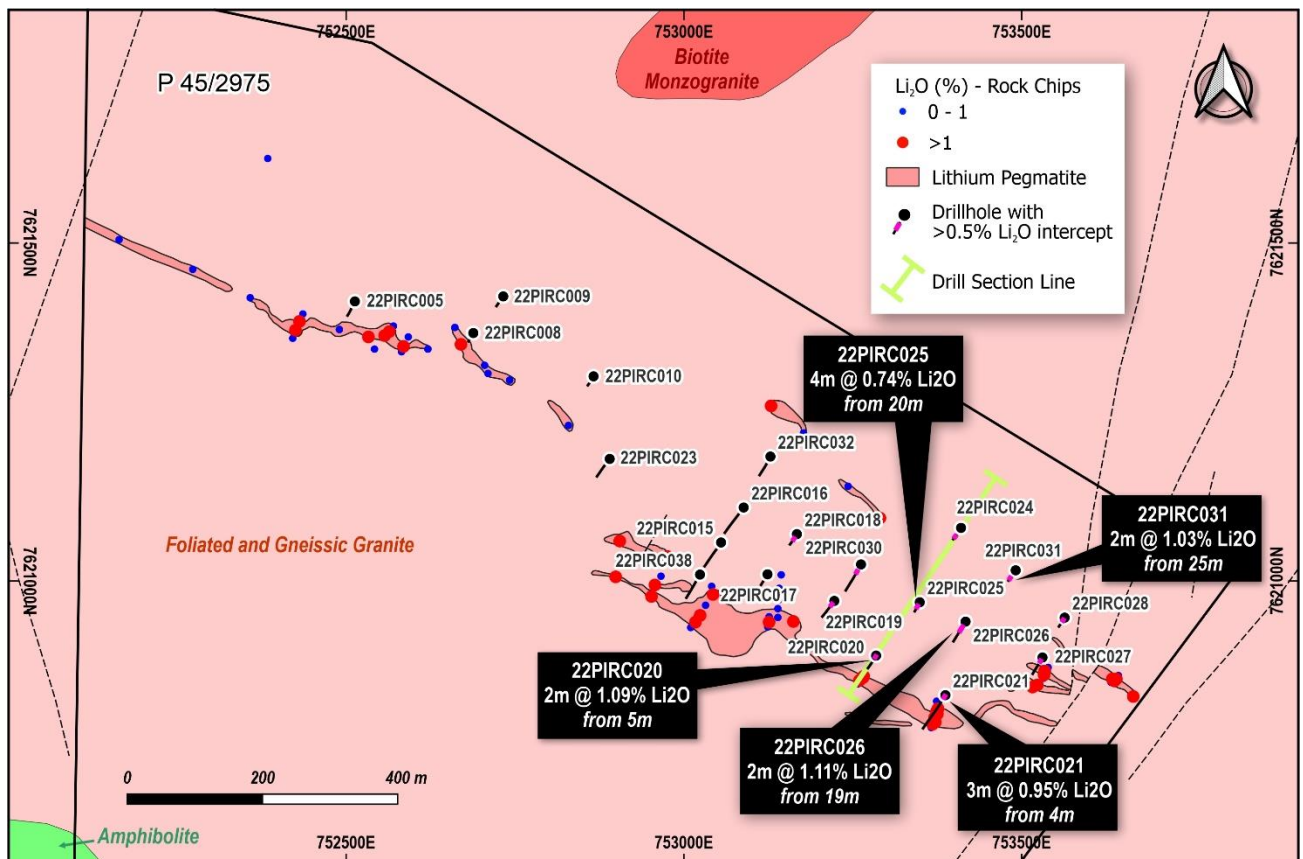 752500E
753000E
753500E
P 45/2975
Biotite
Monzogranite
Li₂O (%) - Rock Chips
0 - 1
>1
Lithium Pegmatite
Drillhole with
>0.5% Li₂O intercept
Drill Section Line
7621500N
7621500N
22PIRC005
22PIRC009
22PIRC008
22PIRC010
22PIRC025
4m @ 0.74% Li2O
from 20m
22PIRC032
22PIRC023
22PIRC016
22PIRC015
22PIRC018
22PIRC024
22PIRC031
2m @ 1.03% Li2O
from 25m
Foliated and Gneissic Granite
22PIRC038
22PIRC030
22PIRC031
7621000N
7621000N
22PIRC017
22PIRC025
22PIRC019
22PIRC028
22PIRC026
22PIRC020
22PIRC027
22PIRC020
2m @ 1.09% Li2O
from 5m
22PIRC021
22PIRC026
2m @ 1.11% Li2O
from 19m
22PIRC021
3m @ 0.95% Li2O
from 4m
0 200 400 m
Amphibolite
752500E
753000E
753500E